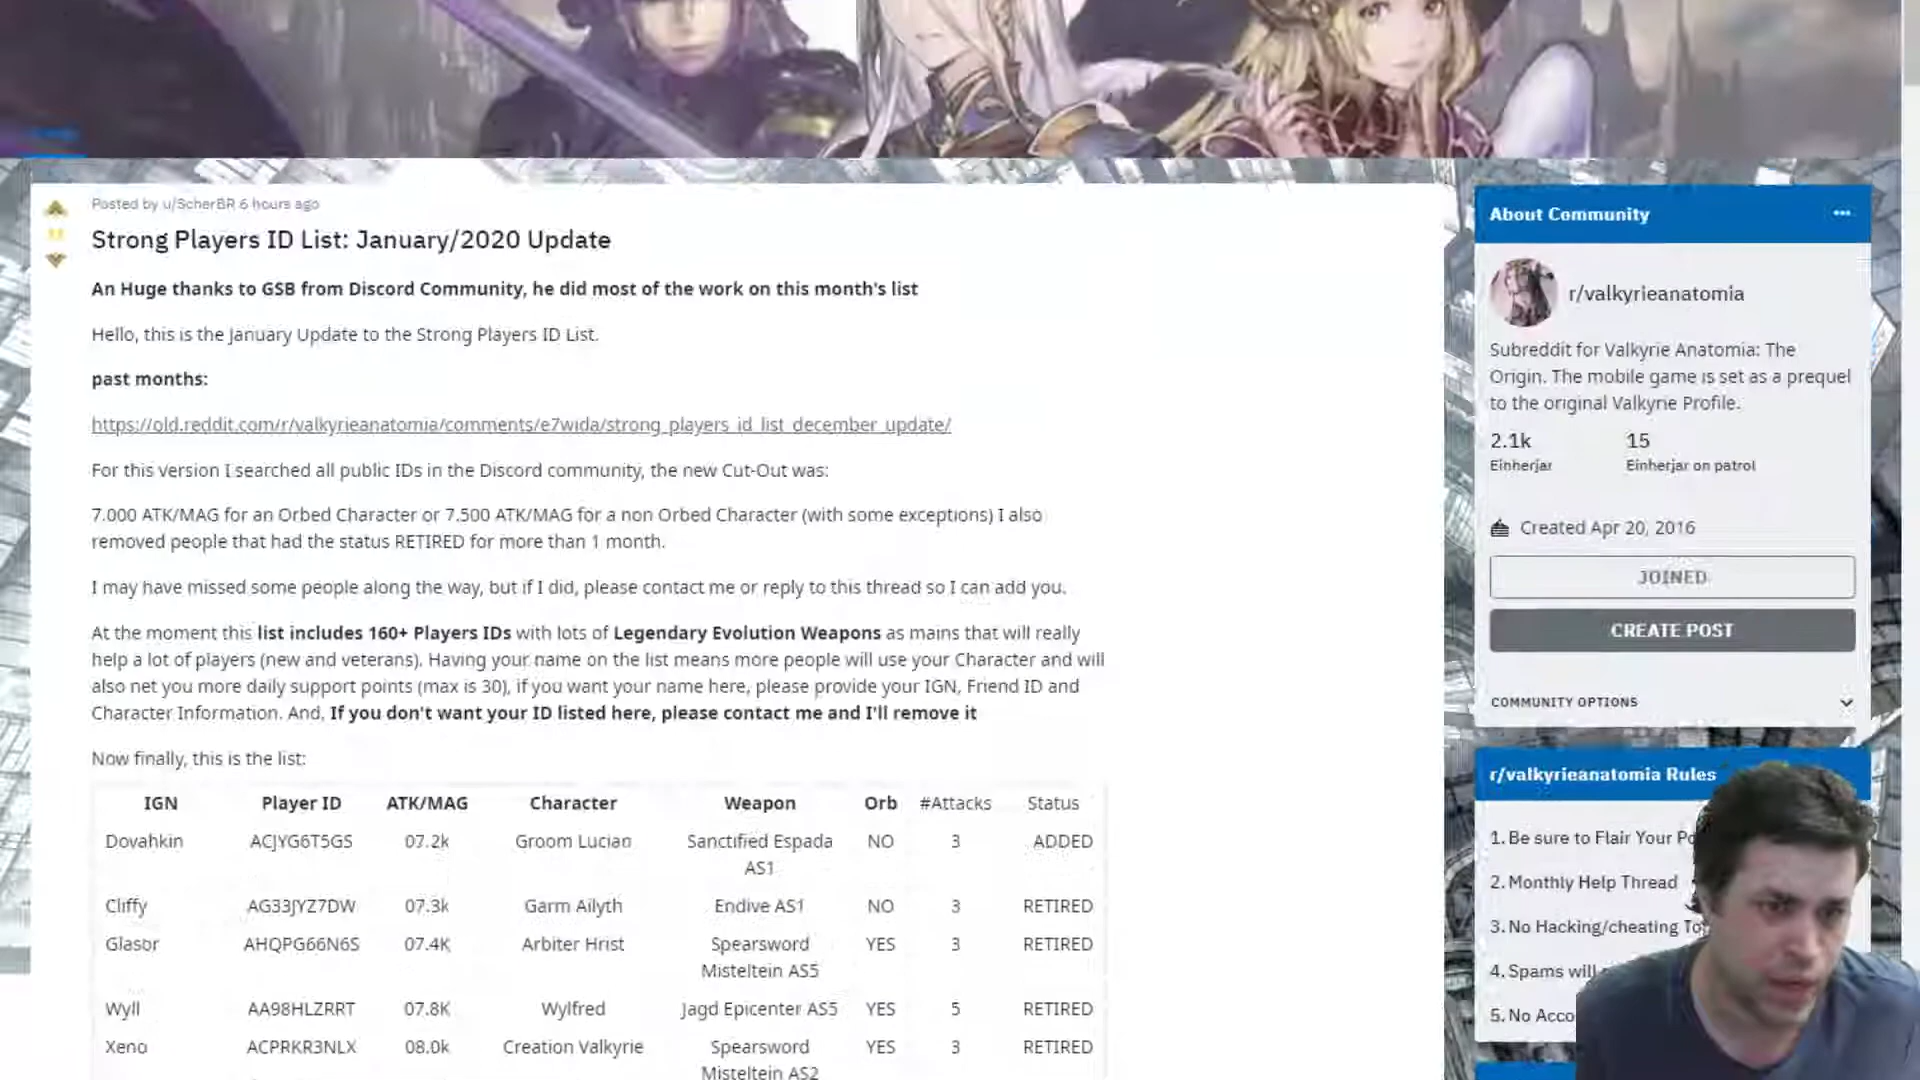 Posted by u/ScherBR 6 hours ago
Strong Players ID List: January/2020 Update
An Huge thanks to GSB from Discord Community, he did most of the work on this month's list
Hello, this is the January Update to the Strong Players ID List.
past months:
https://old.reddit.com/r/valkyrieanatomia/comments/e7wida/strong_players_id_list_december_update/
For this version I searched all public IDs in the Discord community, the new Cut-Out was:
7.000 ATK/MAG for an Orbed Character or 7.500 ATK/MAG for a non Orbed Character (with some exceptions) I also
removed people that had the status RETIRED for more than 1 month.
I may have missed some people along the way, but if I did, please contact me or reply to this thread so I can add you.
At the moment this list includes 160+ Players IDs with lots of Legendary Evolution Weapons as mains that will really
help a lot of players (new and veterans). Having your name on the list means more people will use your Character and will
also net you more daily support points (max is 30), if you want your name here, please provide your IGN, Friend ID and
Character Information. And, If you don't want your ID listed here, please contact me and I'll remove it
Now finally, this is the list:
IGN Player ID ATK/MAG Character Weapon Orb #Attacks Status
Dovahkin ACJYG6T5GS 07.2k Groom Lucian Sanctified Espada NO 3 ADDED
AS1
Cliffy AG33JYZ7DW 07.3k Garm Ailyth Endive AS1 NO 3 RETIRED
Glasor AHQPG66N6S 07.4K Arbiter Hrist Spearsword YES 3 RETIRED
Misteltein AS5
Wyll AA98HLZRRT 07.8K Wylfred Jagd Epicenter AS5 YES 5 RETIRED
Xeno ACPRKR3NLX 08.0k Creation Valkyrie Spearsword YES 3 RETIRED
Misteltein AS2
About Community
r/valkyrieanatomia
Subreddit for Valkyrie Anatomia: The
Origin. The mobile game is set as a prequel
to the original Valkyrie Profile.
2.1k 15
Einherjar Einherjar on patrol
Created Apr 20, 2016
JOINED
CREATE POST
COMMUNITY OPTIONS
r/valkyrieanatomia Rules
1. Be sure to Flair Your
2. Monthly Help Thread
3. No Hacking/cheating
4. Spams will
5. No